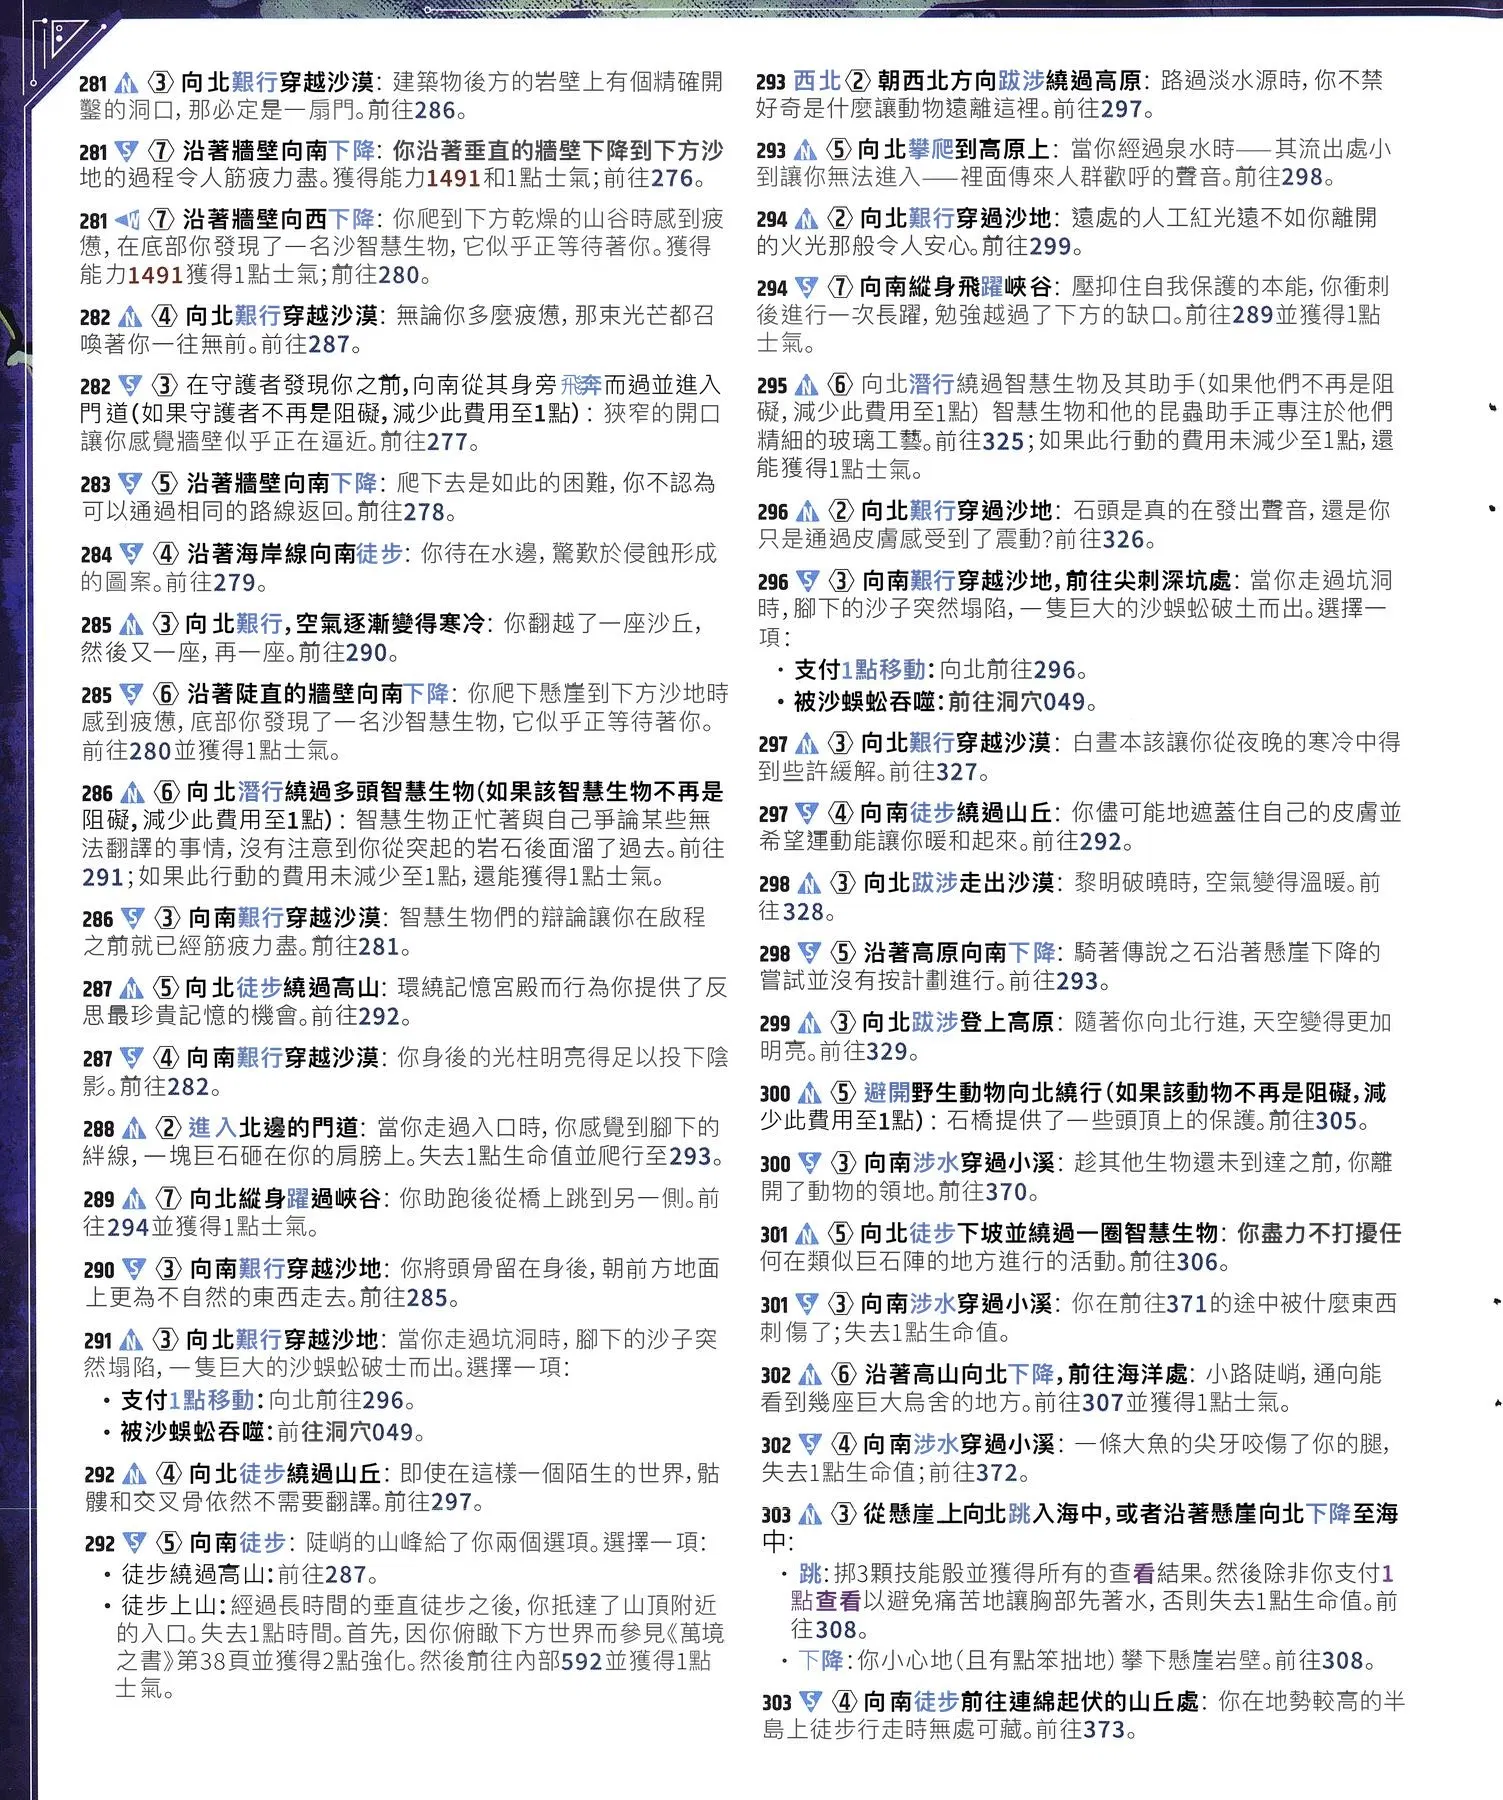 281 N 3 向北艱行穿越沙漠：建築物後方的岩壁上有個精確開
鑿的洞口，那必定是一扇門。前往286。
281 S 7 沿著牆壁向南下降：你沿著垂直的牆壁下降到下方沙
地的過程令人筋疲力盡。獲得能力1491和1點士氣；前往276。
281 W 7 沿著牆壁向西下降：你爬到下方乾燥的山谷時感到疲
憊，在底部你發現了一名沙智慧生物，它似乎正等待著你。獲得
能力1491獲得1點士氣；前往280。
282 N 4 向北艱行穿越沙漠：無論你多麼疲憊，那束光芒都召
喚著你一往無前。前往287。
282 S 3 在守護者發現你之前，向南從其身旁飛奔而過並進入
門道（如果守護者不再是阻礙，減少此費用至1點）：狹窄的開口
讓你感覺牆壁似乎正在逼近。前往277。
283 S 5 沿著牆壁向南下降：爬下去是如此的困難，你不認為
可以通過相同的路線返回。前往278。
284 S 4 沿著海岸線向南徒步：你待在水邊，驚歎於侵蝕形成
的圖案。前往279。
285 N 3 向北艱行，空氣逐漸變得寒冷：你翻越了一座沙丘，
然後又一座，再一座。前往290。
285 S 6 沿著陡直的牆壁向南下降：你爬下懸崖到下方沙地時
感到疲憊，底部你發現了一名沙智慧生物，它似乎正等待著你。
前往280並獲得1點士氣。
286 N 6 向北潛行繞過多頭智慧生物（如果該智慧生物不再是
阻礙，減少此費用至1點）：智慧生物正忙著與自己爭論某些無
法翻譯的事情，沒有注意到你從突起的岩石後面溜了過去。前往
291；如果此行動的費用未減少至1點，還能獲得1點士氣。
286 S 3 向南艱行穿越沙漠：智慧生物們的辯論讓你在啟程
之前就已經筋疲力盡。前往281。
287 N 5 向北徒步繞過高山：環繞記憶宮殿而行為你提供了反
思最珍貴記憶的機會。前往292。
287 S 4 向南艱行穿越沙漠：你身後的光柱明亮得足以投下陰
影。前往282。
288 N 2 進入北邊的門道：當你走過入口時，你感覺到腳下的
絆線，一塊巨石砸在你的肩膀上。失去1點生命值並爬行至293。
289 N 7 向北縱身躍過峽谷：你助跑後從橋上跳到另一側。前
往294並獲得1點士氣。
290 S 3 向南艱行穿越沙地：你將頭骨留在身後，朝前方地面
上更為不自然的東西走去。前往285。
291 N 3 向北艱行穿越沙地：當你走過坑洞時，腳下的沙子突
然塌陷，一隻巨大的沙蜈蚣破土而出。選擇一項：
・支付1點移動：向北前往296。
・被沙蜈蚣吞噬：前往洞穴049。
292 N 4 向北徒步繞過山丘：即使在這樣一個陌生的世界，骷
髏和交叉骨依然不需要翻譯。前往297。
292 S 5 向南徒步：陡峭的山峰給了你兩個選項。選擇一項：
・徒步繞過高山：前往287。
・徒步上山：經過長時間的垂直徒步之後，你抵達了山頂附近
的入口。失去1點時間。首先，因你俯瞰下方世界而參見《萬境
之書》第38頁並獲得2點強化。然後前往內部592並獲得1點
士氣。
293 西北 2 朝西北方向跋涉繞過高原：路過淡水源時，你不禁
好奇是什麼讓動物遠離這裡。前往297。
293 N 5 向北攀爬到高原上：當你經過泉水時——其流出處小
到讓你無法進入——裡面傳來人群歡呼的聲音。前往298。
294 N 2 向北艱行穿過沙地：遠處的人工紅光遠不如你離開
的火光那般令人安心。前往299。
294 S 7 向南縱身飛躍峽谷：壓抑住自我保護的本能，你衝刺
後進行一次長躍，勉強越過了下方的缺口。前往289並獲得1點
士氣。
295 N 6 向北潛行繞過智慧生物及其助手（如果他們不再是阻
礙，減少此費用至1點）智慧生物和他的昆蟲助手正專注於他們
精細的玻璃工藝。前往325；如果此行動的費用未減少至1點，還
能獲得1點士氣。
296 N 2 向北艱行穿過沙地：石頭是真的在發出聲音，還是你
只是通過皮膚感受到了震動？前往326。
296 S 3 向南艱行穿越沙地，前往尖刺深坑處：當你走過坑洞
時，腳下的沙子突然塌陷，一隻巨大的沙蜈蚣破土而出。選擇一
項：
・支付1點移動：向北前往296。
・被沙蜈蚣吞噬：前往洞穴049。
297 N 3 向北艱行穿越沙漠：白晝本該讓你從夜晚的寒冷中得
到些許緩解。前往327。
297 S 4 向南徒步繞過山丘：你儘可能地遮蓋住自己的皮膚並
希望運動能讓你暖和起來。前往292。
298 N 3 向北跋涉走出沙漠：黎明破曉時，空氣變得溫暖。前
往328。
298 S 5 沿著高原向南下降：騎著傳說之石沿著懸崖下降的
嘗試並沒有按計劃進行。前往293。
299 N 3 向北跋涉登上高原：隨著你向北行進，天空變得更加
明亮。前往329。
300 N 5 避開野生動物向北繞行（如果該動物不再是阻礙，減
少此費用至1點）：石橋提供了一些頭頂上的保護。前往305。
300 S 3 向南涉水穿過小溪：趁其他生物還未到達之前，你離
開了動物的領地。前往370。
301 N 5 向北徒步下坡並繞過一圈智慧生物：你盡力不打擾任
何在類似巨石陣的地方進行的活動。前往306。
301 S 3 向南涉水穿過小溪：你在前往371的途中被什麼東西
刺傷了；失去1點生命值。
302 N 6 沿著高山向北下降，前往海洋處：小路陡峭，通向能
看到幾座巨大鳥舍的地方。前往307並獲得1點士氣。
302 S 4 向南涉水穿過小溪：一條大魚的尖牙咬傷了你的腿，
失去1點生命值；前往372。
303 N 3 從懸崖上向北跳入海中，或者沿著懸崖向北下降至海
中：
・跳：擲3顆技能骰並獲得所有的查看結果。然後除非你支付1
點查看以避免痛苦地讓胸部先著水，否則失去1點生命值。前
往308。
・下降：你小心地（且有點笨拙地）攀下懸崖岩壁。前往308。
303 S 4 向南徒步前往連綿起伏的山丘處：你在地勢較高的半
島上徒步行走時無處可藏。前往373。